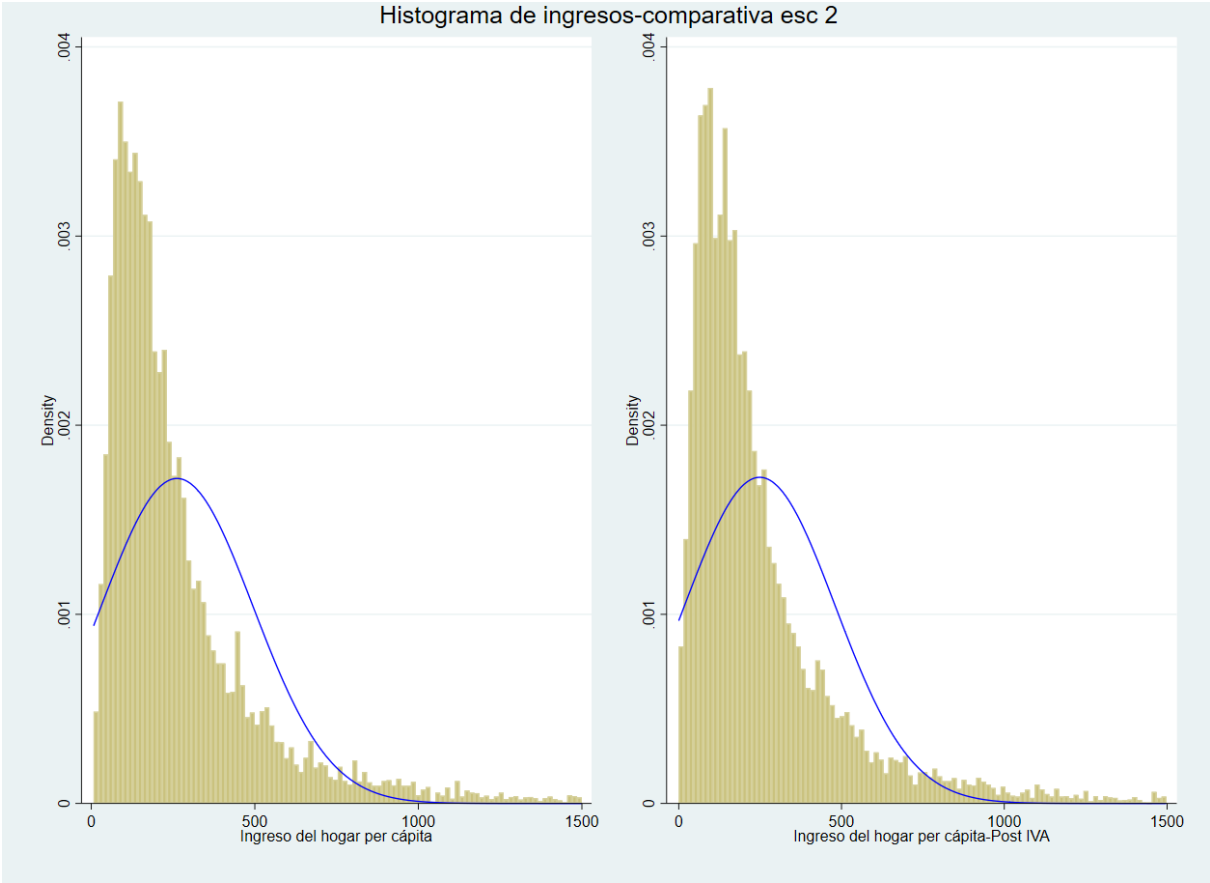 Histograma de ingresos-comparativa esc 2
.004
.003
.002
.001
0
Density
0 500 1000 1500
Ingreso del hogar per cápita
.004
.003
.002
.001
0
Density
0 500 1000 1500
Ingreso del hogar per cápita-Post IVA